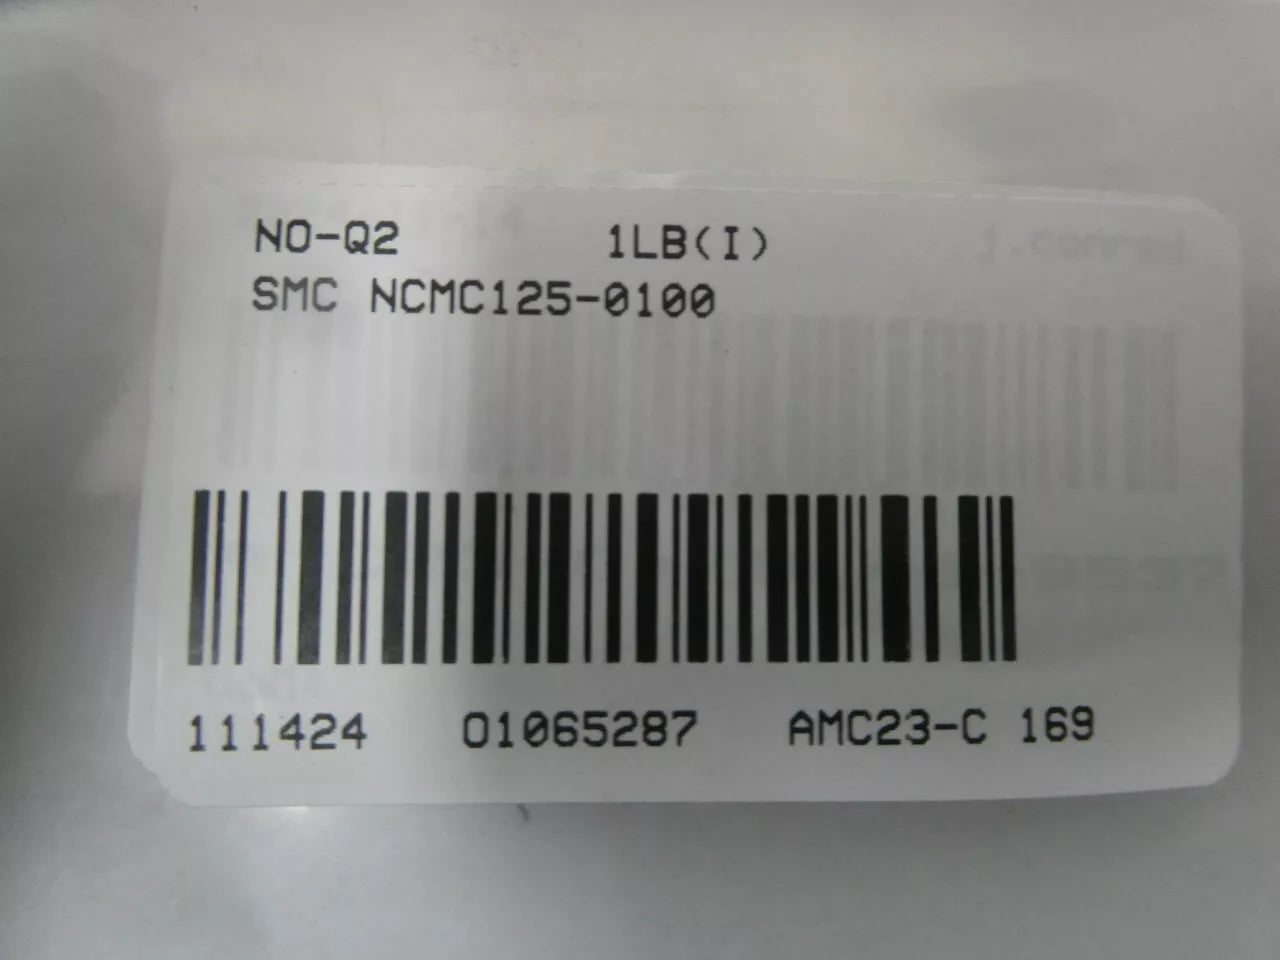 NO-Q2 1LB(I)
SMC NCMC125-0100
111424 01065287 AMC23-C 169